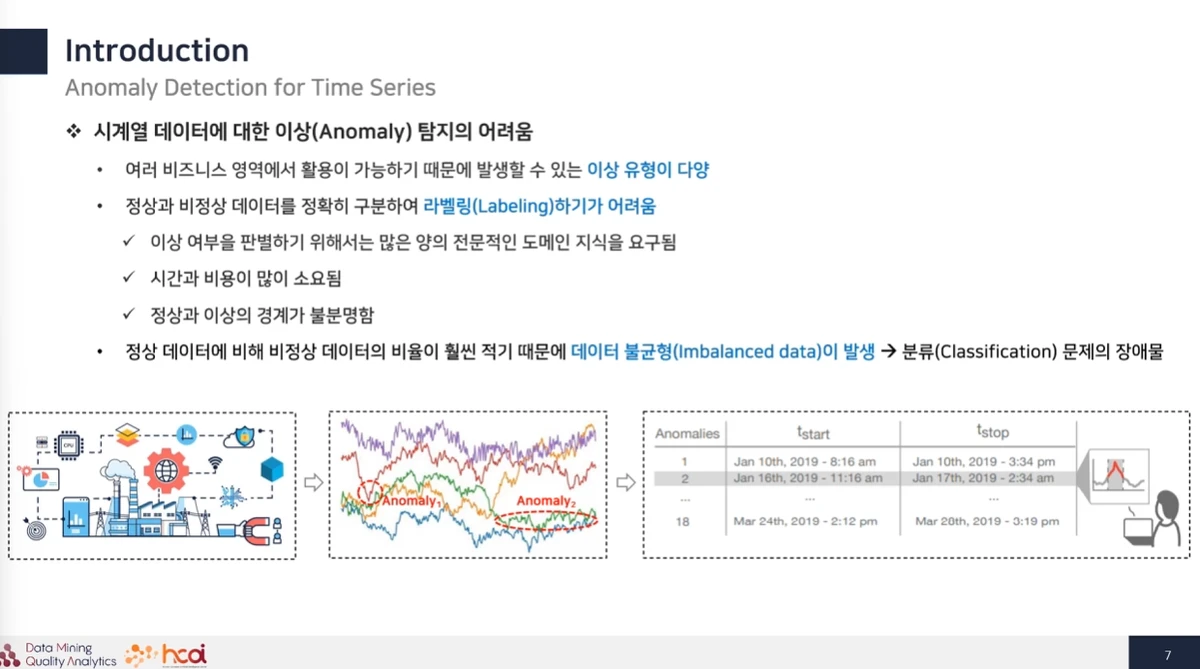 Introduction
Anomaly Detection for Time Series
❖ 시계열 데이터에 대한 이상(Anomaly) 탐지의 어려움
• 여러 비즈니스 영역에서 활용이 가능하기 때문에 발생할 수 있는 이상 유형이 다양
• 정상과 비정상 데이터를 정확히 구분하여 라벨링(Labeling)하기가 어려움
✓ 이상 여부을 판별하기 위해서는 많은 양의 전문적인 도메인 지식을 요구됨
✓ 시간과 비용이 많이 소요됨
✓ 정상과 이상의 경계가 불분명함
• 정상 데이터에 비해 비정상 데이터의 비율이 훨씬 적기 때문에 데이터 불균형(Imbalanced data)이 발생 → 분류(Classification) 문제의 장애물
CPU
Anomaly₁
Anomaly₂
Anomalies tstart tstop
1 Jan 10th, 2019 - 8:16 am Jan 10th, 2019 - 3:34 pm
2 Jan 16th, 2019 - 11:16 am Jan 17th, 2019 - 2:34 am
... ... ...
18 Mar 24th, 2019 - 2:12 pm Mar 28th, 2019 - 3:19 pm
Data Mining
Quality Analytics
hcai
7